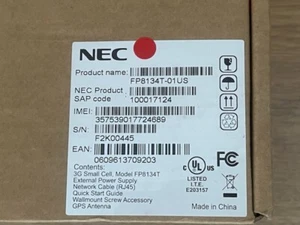 NEC
Product name:
FP8134T-01US
NEC Product
SAP code 100017124
IMEI:
357539017724689
S/N:
F2K00445
EAN:
0609613709203
Contents:
3G Small Cell, Model FP8134T
External Power Supply
Network Cable (RJ45)
Quick Start Guide
Wallmount Screw Accessory
GPS Antenna
C UL US
LISTED
I.T.E.
E203157
FC
Made in China